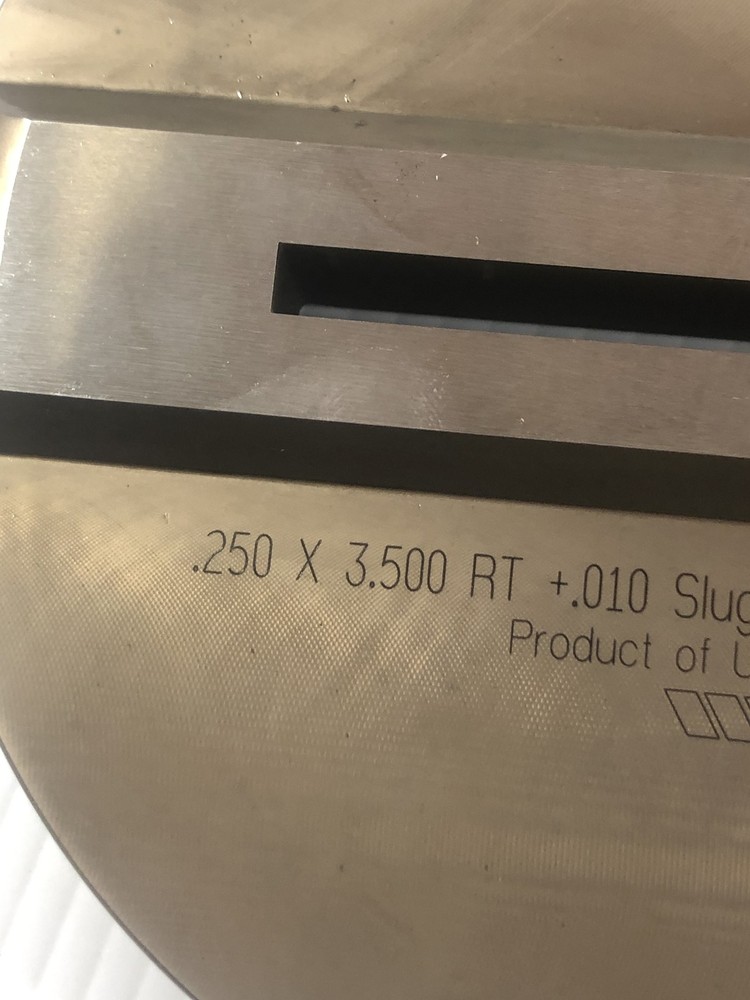 .250 X 3.500 RT +.010 Slug
Product of U